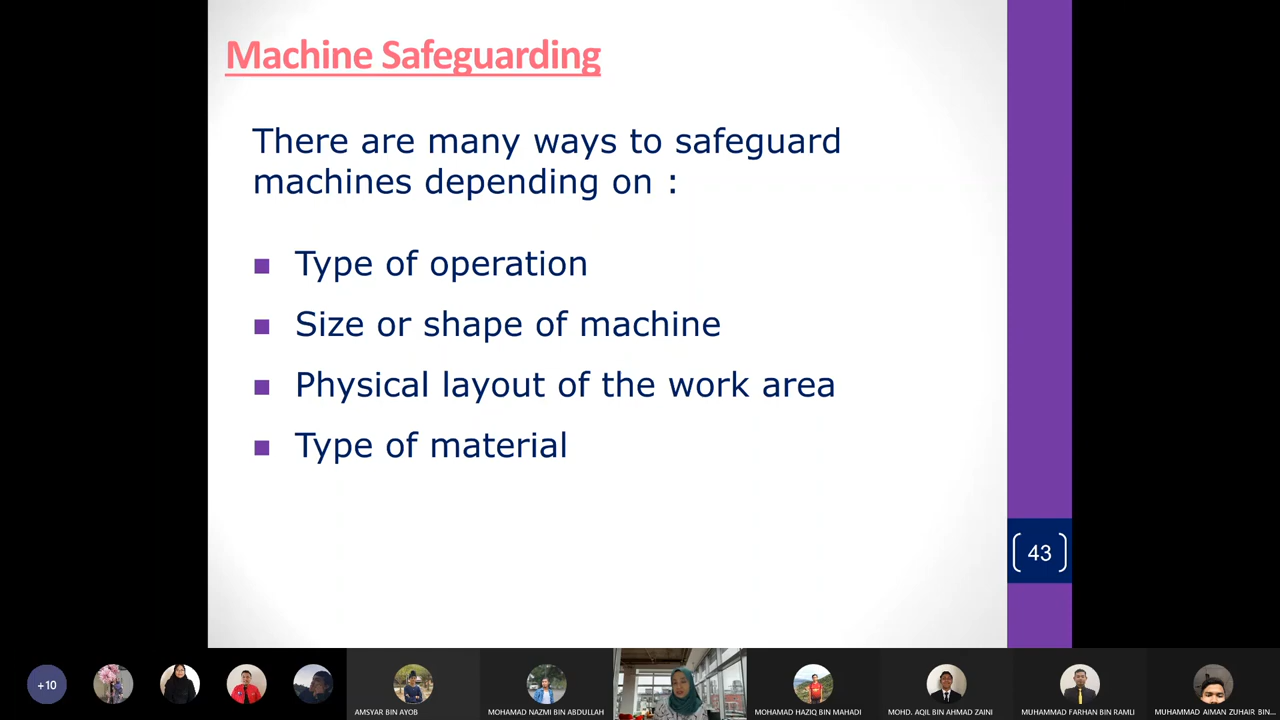 Machine Safeguarding
There are many ways to safeguard
machines depending on :
■ Type of operation
■ Size or shape of machine
■ Physical layout of the work area
■ Type of material
43
+10
AMSYAR BIN AYOB
MOHAMAD NAZMI BIN ABDULLAH
MOHAMAD HAZIQ BIN MAHADI
MOHD. AQIL BIN AHMAD ZAINI
MUHAMMAD FARHAN BIN RAMLI
MUHAMMAD AIMAN ZUHAIR BIN...